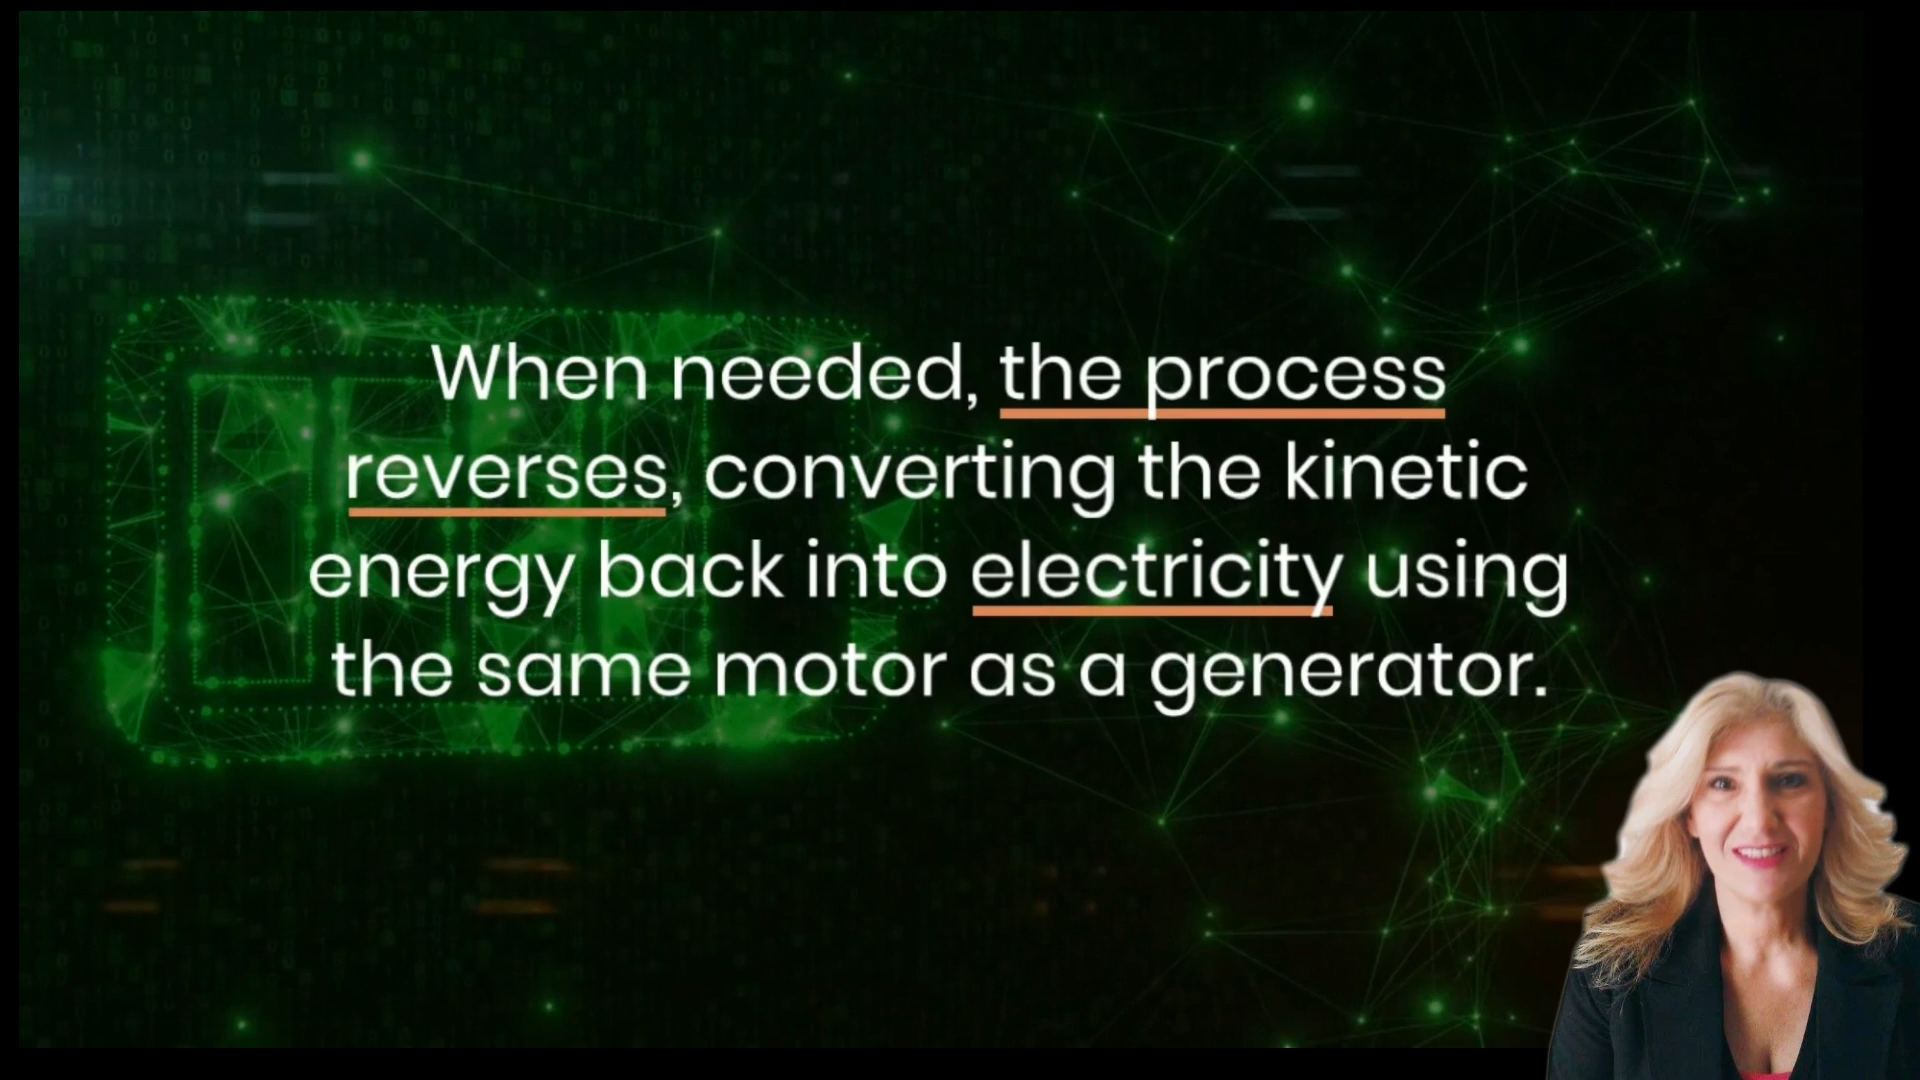 When needed, the process
reverses, converting the kinetic
energy back into electricity using
the same motor as a generator.